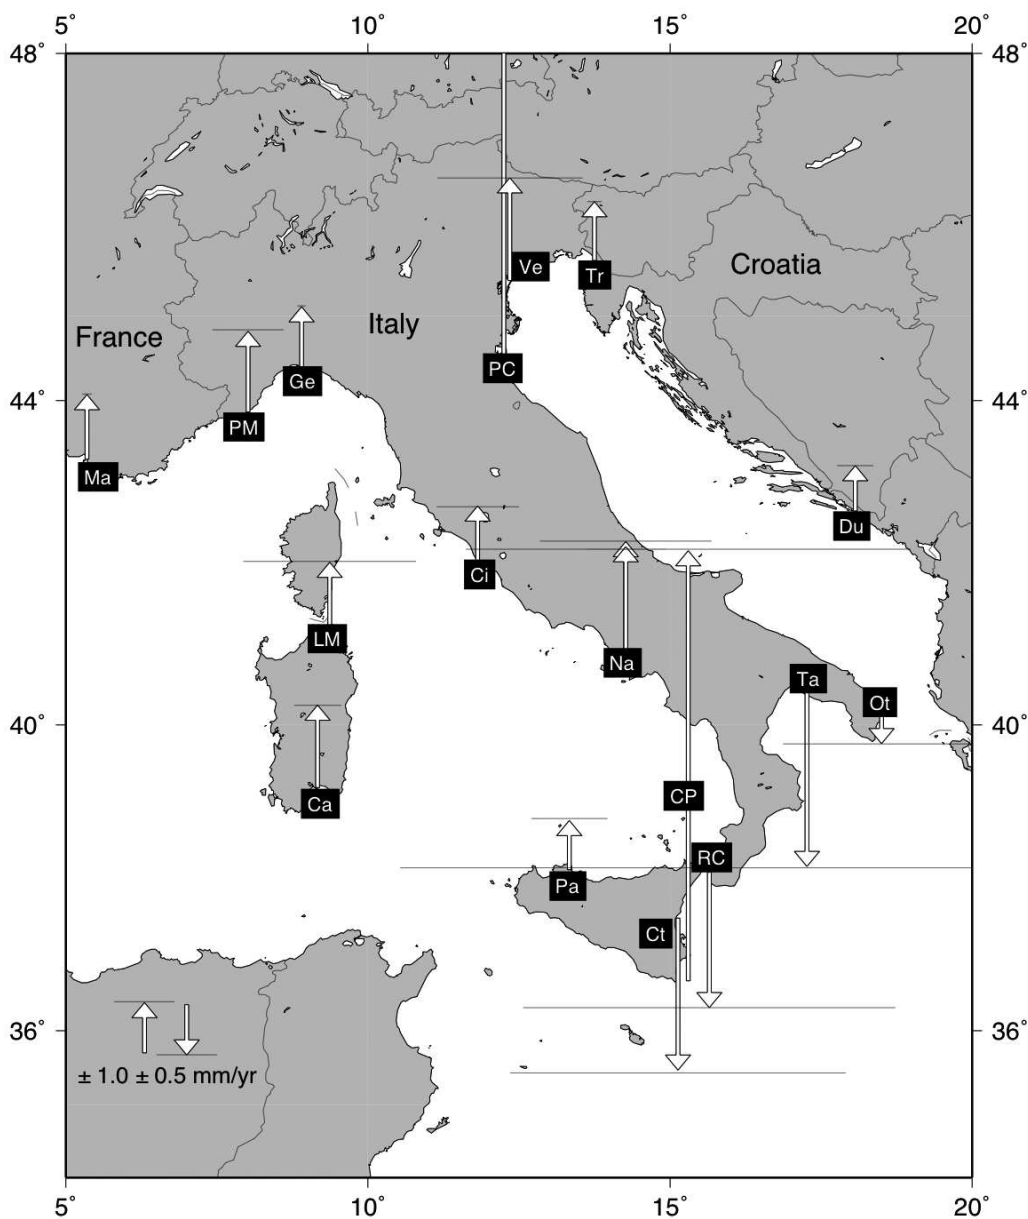 5° 10° 15° 20°
48° 48°
Croatia
Ve Tr
Italy
France
PC
Ge
44° 44°
PM
Ma
Du
Ci
LM
Na
Ta
Ot
40° 40°
CP
Ca
RC
Pa
Ct
36° 36°
± 1.0 ± 0.5 mm/yr
5° 10° 15° 20°